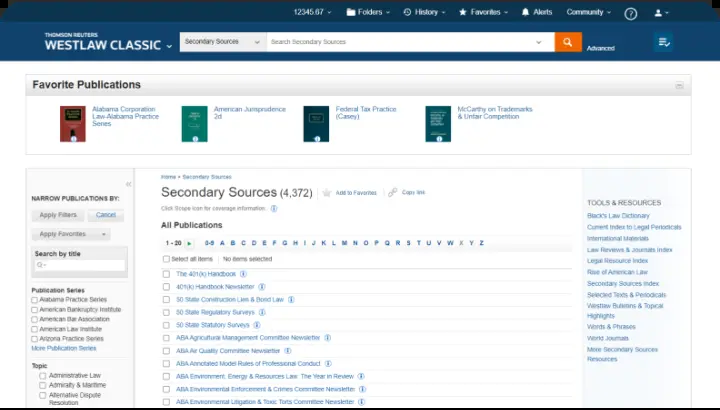 12345.67 Folders History Favorites Alerts Community ?
THOMSON REUTERS
WESTLAW CLASSIC
Secondary Sources Search Secondary Sources Advanced
Favorite Publications
Alabama Corporation
Law-Alabama Practice
Series
American Jurisprudence
2d
Federal Tax Practice
(Casey)
McCarthy on Trademarks
& Unfair Competition
NARROW PUBLICATIONS BY:
Apply Filters Cancel
Apply Favorites
Search by title
Publication Series
Alabama Practice Series
American Bankruptcy Institute
American Bar Association
American Law Institute
Arizona Practice Series
More Publication Series
Topic
Administrative Law
Admiralty & Maritime
Alternative Dispute
Resolution
Home > Secondary Sources
Secondary Sources (4,372) Add to Favorites Copy link
Click Scope icon for coverage information.
All Publications
1 - 20 0-9 A B C D E F G H I J K L M N O P Q R S T U V W X Y Z
Select all items No items selected
The 401(k) Handbook
401(k) Handbook Newsletter
50 State Construction Lien & Bond Law
50 State Regulatory Surveys
50 State Statutory Surveys
ABA Agricultural Management Committee Newsletter
ABA Air Quality Committee Newsletter
ABA Annotated Model Rules of Professional Conduct
ABA Environment, Energy & Resources Law: The Year in Review
ABA Environmental Enforcement & Crimes Committee Newsletter
ABA Environmental Litigation & Toxic Torts Committee Newsletter
TOOLS & RESOURCES
Black's Law Dictionary
Current Index to Legal Periodicals
International Materials
Law Reviews & Journals Index
Legal Resource Index
Rise of American Law
Secondary Sources Index
Selected Texts & Periodicals
Westlaw Bulletins & Topical
Highlights
Words & Phrases
World Journals
More Secondary Sources
Resources